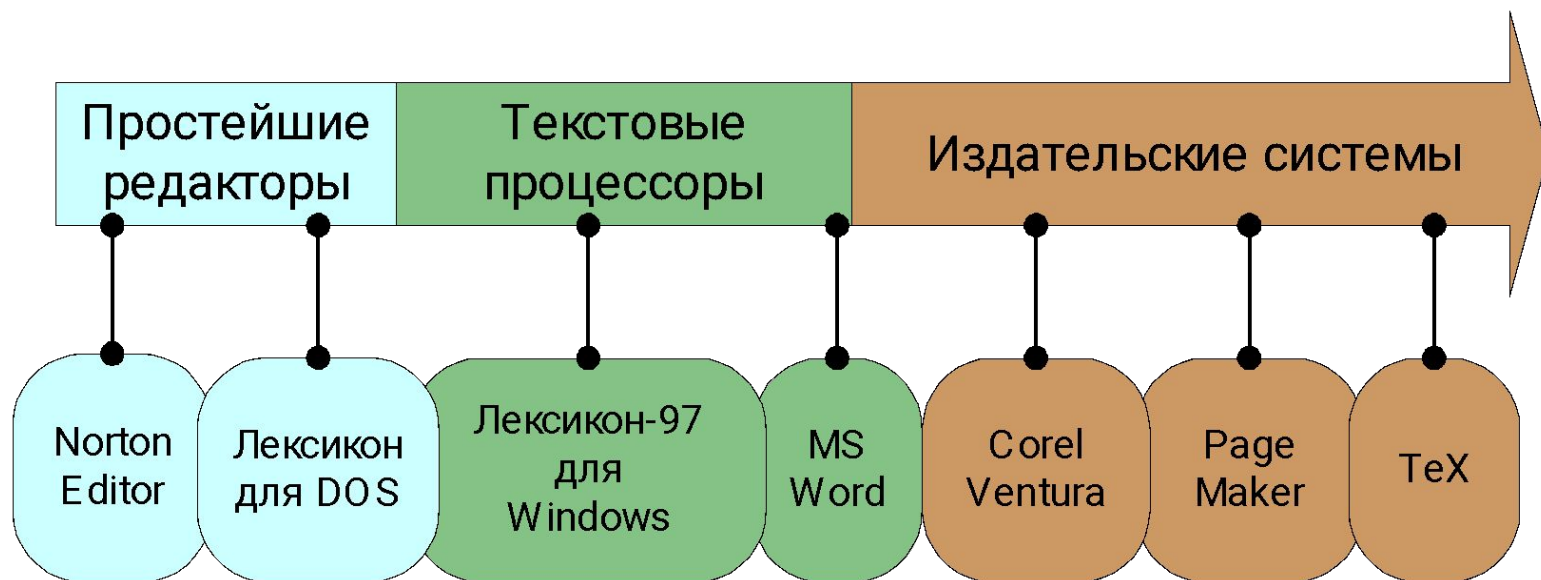 Простейшие
редакторы
Текстовые
процессоры
Издательские системы
Norton
Editor
Лексикон
для DOS
Лексикон-97
для
Windows
MS
Word
Corel
Ventura
Page
Maker
TeX